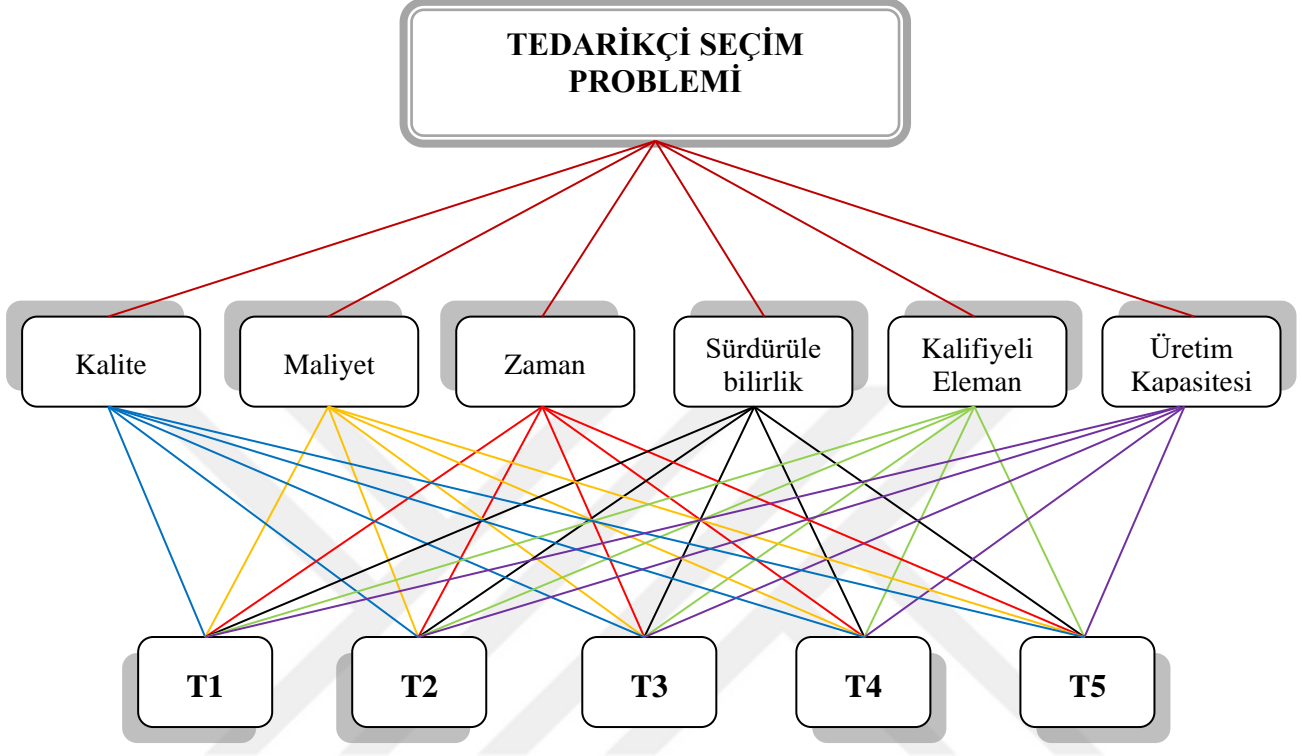 TEDARİKÇİ SEÇİM
PROBLEMİ
Kalite
Maliyet
Zaman
Sürdürüle
bilirlik
Kalifiyeli
Eleman
Üretim
Kapasitesi
T1
T2
T3
T4
T5